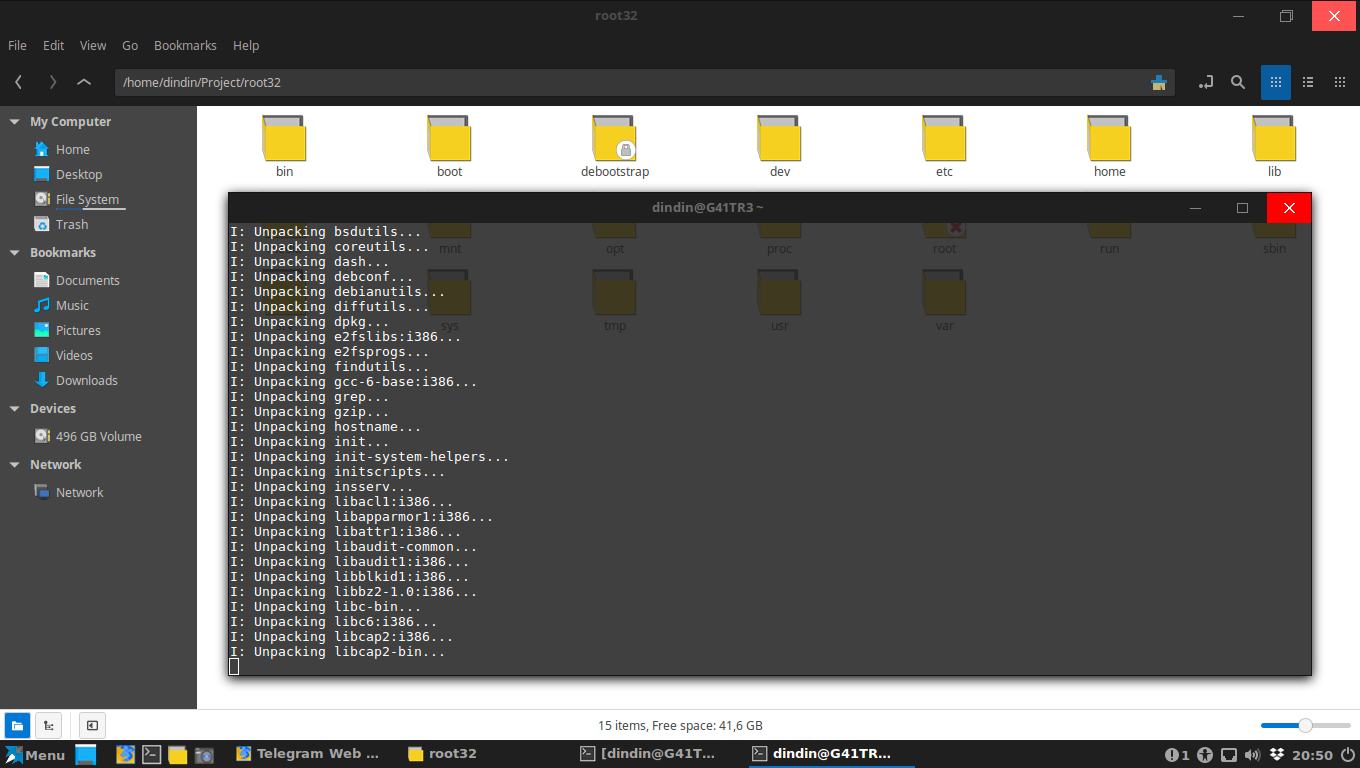 root32
File Edit View Go Bookmarks Help
/home/dindin/Project/root32
My Computer
Home
Desktop
File System
Trash
Bookmarks
Documents
Music
Pictures
Videos
Downloads
Devices
496 GB Volume
Network
Network
bin boot debootstrap dev etc home lib
mnt opt proc root run sbin
sys tmp usr var
dindin@G41TR3 ~
I: Unpacking bsdutils...
I: Unpacking coreutils...
I: Unpacking dash...
I: Unpacking debconf...
I: Unpacking debianutils...
I: Unpacking diffutils...
I: Unpacking dpkg...
I: Unpacking e2fslibs:i386...
I: Unpacking e2fsprogs...
I: Unpacking findutils...
I: Unpacking gcc-6-base:i386...
I: Unpacking grep...
I: Unpacking gzip...
I: Unpacking hostname...
I: Unpacking init...
I: Unpacking init-system-helpers...
I: Unpacking initscripts...
I: Unpacking insserv...
I: Unpacking libacl1:i386...
I: Unpacking libapparmor1:i386...
I: Unpacking libattr1:i386...
I: Unpacking libaudit-common...
I: Unpacking libaudit1:i386...
I: Unpacking libblkid1:i386...
I: Unpacking libbz2-1.0:i386...
I: Unpacking libc-bin...
I: Unpacking libc6:i386...
I: Unpacking libcap2:i386...
I: Unpacking libcap2-bin...
15 items, Free space: 41,6 GB
Menu Telegram Web ... root32 [dindin@G41T... dindin@G41TR... 1 20:50